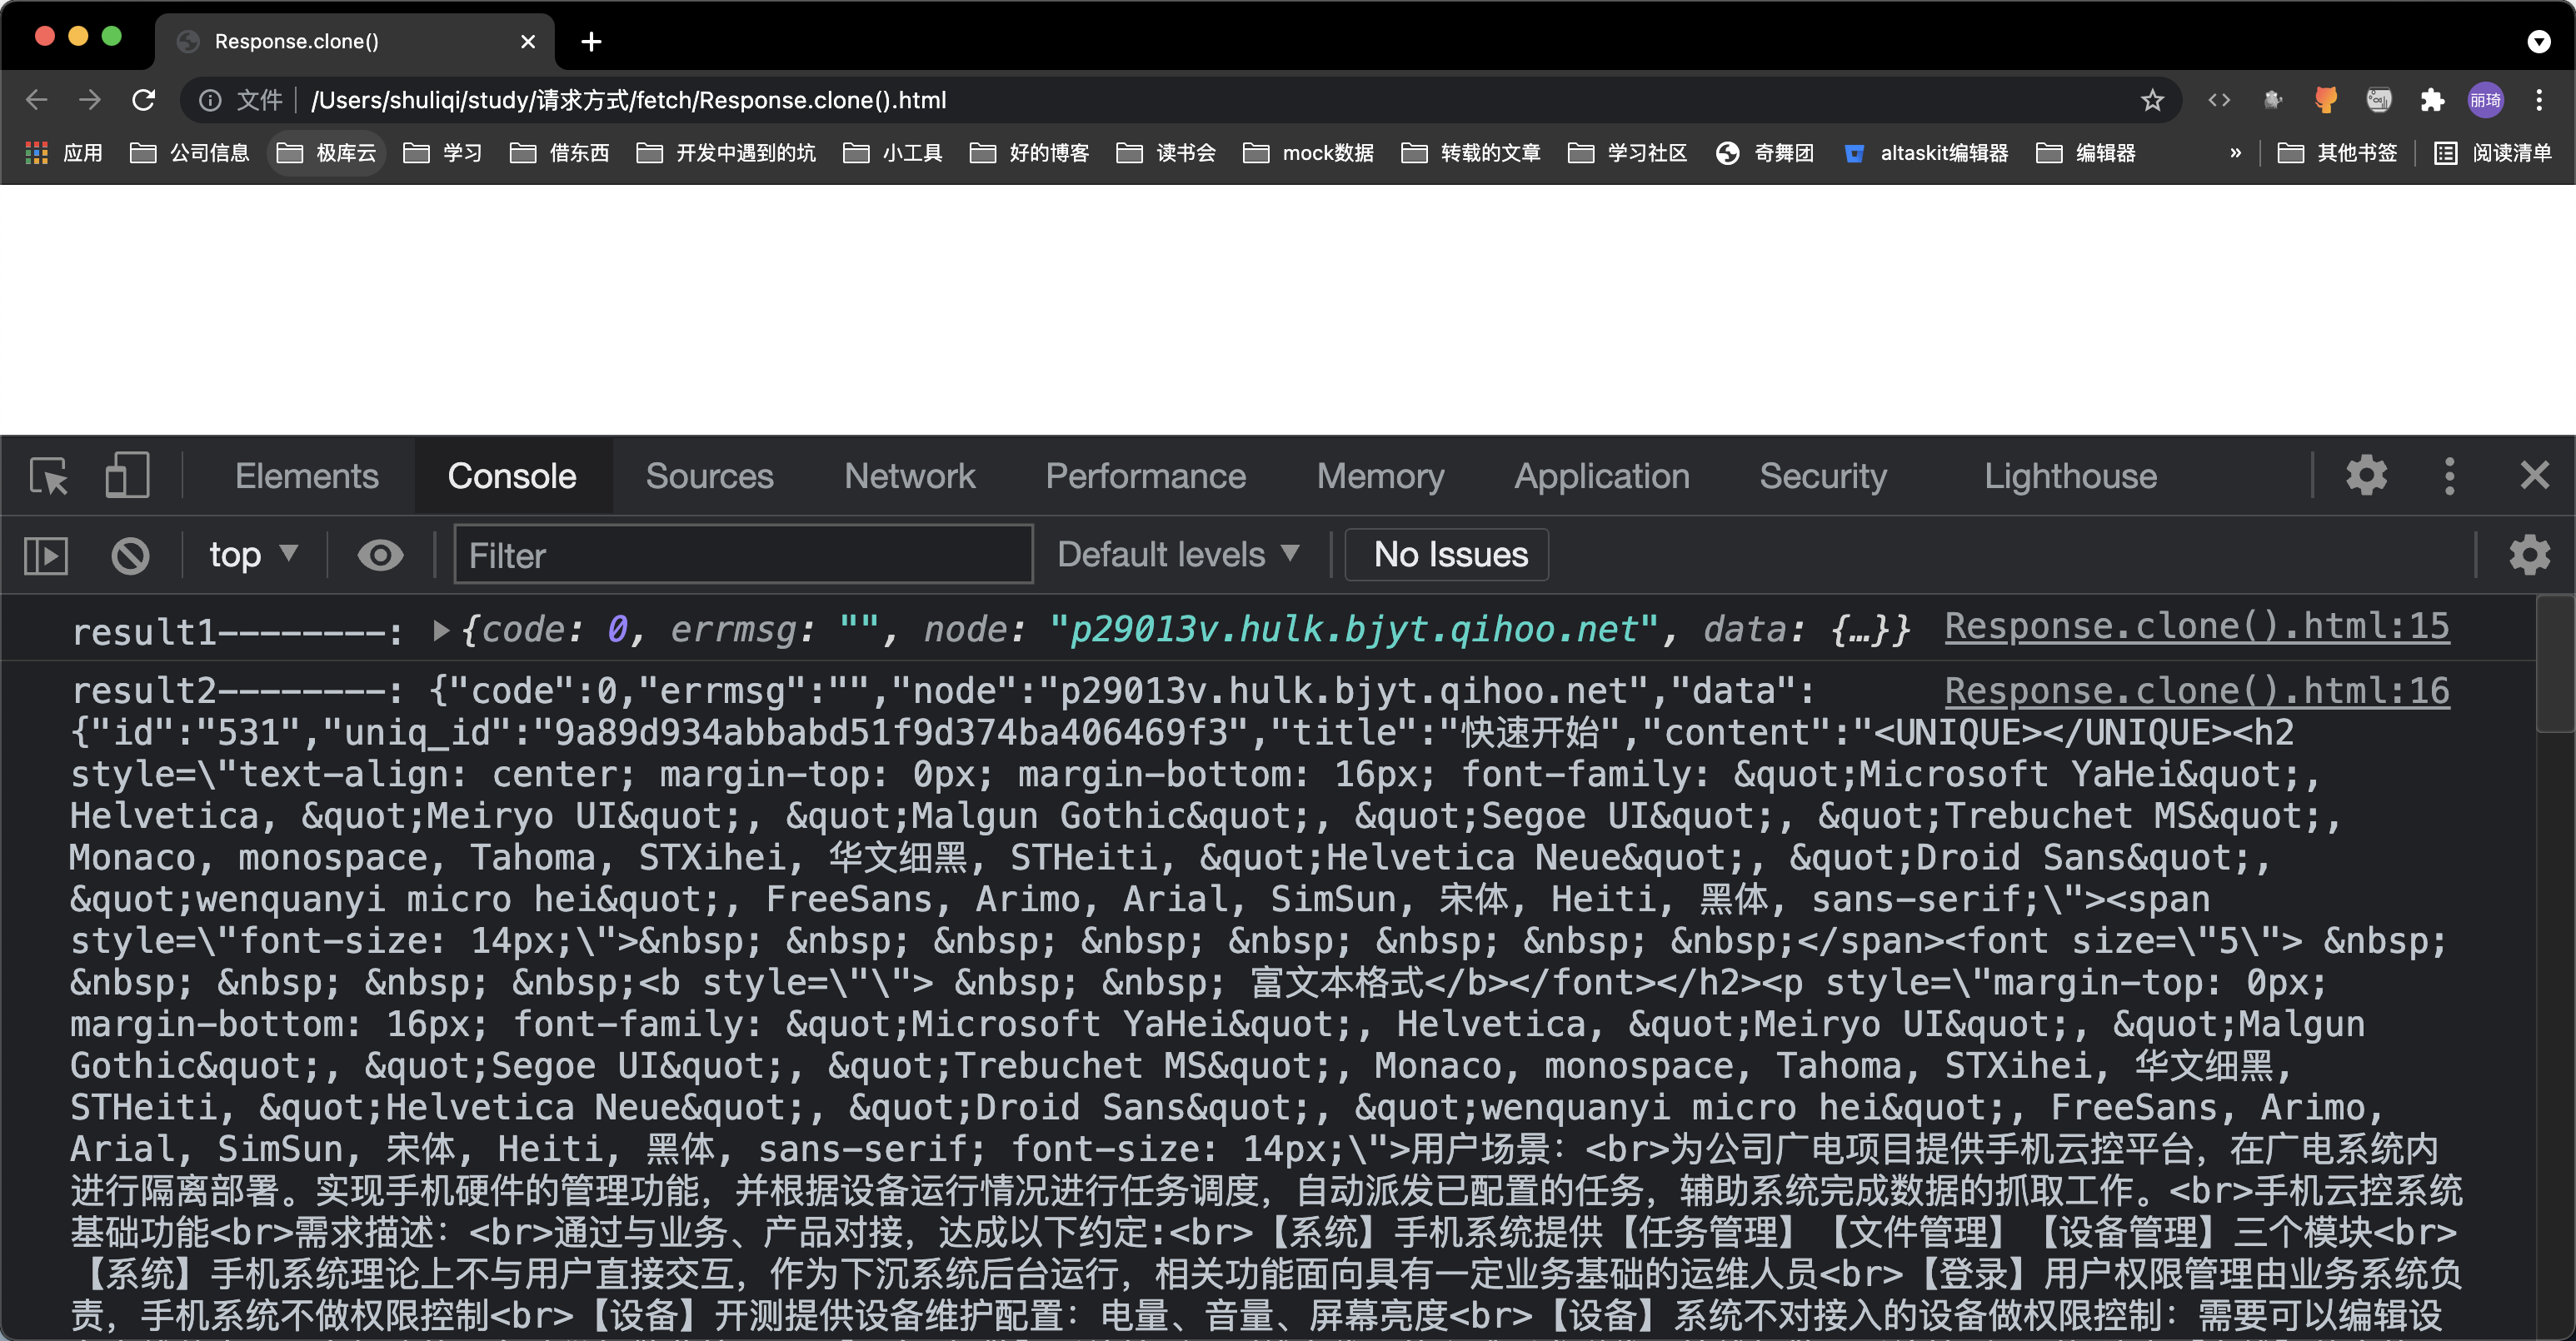 Response.clone()
文件 /Users/shuliqi/study/请求方式/fetch/Response.clone().html 丽琦
应用 公司信息 极库云 学习 借东西 开发中遇到的坑 小工具 好的博客 读书会 mock数据 转载的文章 学习社区 奇舞团 altaskit编辑器 编辑器 » 其他书签 阅读清单
Elements Console Sources Network Performance Memory Application Security Lighthouse
top Filter Default levels No Issues
result1--------: {code: 0, errmsg: "", node: "p29013v.hulk.bjyt.qihoo.net", data: {…}} Response.clone().html:15
result2--------: {"code":0,"errmsg":"","node":"p29013v.hulk.bjyt.qihoo.net","data": Response.clone().html:16
{"id":"531","uniq_id":"9a89d934abbabd51f9d374ba406469f3","title":"快速开始","content":"<UNIQUE></UNIQUE><h2
style=\"text-align: center; margin-top: 0px; margin-bottom: 16px; font-family: &quot;Microsoft YaHei&quot;,
Helvetica, &quot;Meiryo UI&quot;, &quot;Malgun Gothic&quot;, &quot;Segoe UI&quot;, &quot;Trebuchet MS&quot;,
Monaco, monospace, Tahoma, STXihei, 华文细黑, STHeiti, &quot;Helvetica Neue&quot;, &quot;Droid Sans&quot;,
&quot;wenquanyi micro hei&quot;, FreeSans, Arimo, Arial, SimSun, 宋体, Heiti, 黑体, sans-serif;\"><span
style=\"font-size: 14px;\">&nbsp; &nbsp; &nbsp; &nbsp; &nbsp; &nbsp; &nbsp; &nbsp;</span><font size=\"5\"> &nbsp;
&nbsp; &nbsp; &nbsp; &nbsp;<b style=\"\"> &nbsp; &nbsp; 富文本格式</b></font></h2><p style=\"margin-top: 0px;
margin-bottom: 16px; font-family: &quot;Microsoft YaHei&quot;, Helvetica, &quot;Meiryo UI&quot;, &quot;Malgun
Gothic&quot;, &quot;Segoe UI&quot;, &quot;Trebuchet MS&quot;, Monaco, monospace, Tahoma, STXihei, 华文细黑,
STHeiti, &quot;Helvetica Neue&quot;, &quot;Droid Sans&quot;, &quot;wenquanyi micro hei&quot;, FreeSans, Arimo,
Arial, SimSun, 宋体, Heiti, 黑体, sans-serif; font-size: 14px;\">用户场景：<br>为公司广电项目提供手机云控平台，在广电系统内
进行隔离部署。实现手机硬件的管理功能，并根据设备运行情况进行任务调度，自动派发已配置的任务，辅助系统完成数据的抓取工作。<br>手机云控系统
基础功能<br>需求描述：<br>通过与业务、产品对接，达成以下约定:<br>【系统】手机系统提供【任务管理】【文件管理】【设备管理】三个模块<br>
【系统】手机系统理论上不与用户直接交互，作为下沉系统后台运行，相关功能面向具有一定业务基础的运维人员<br>【登录】用户权限管理由业务系统负
责，手机系统不做权限控制<br>【设备】开测提供设备维护配置：电量、音量、屏幕亮度<br>【设备】系统不对接入的设备做权限控制：需要可以编辑设